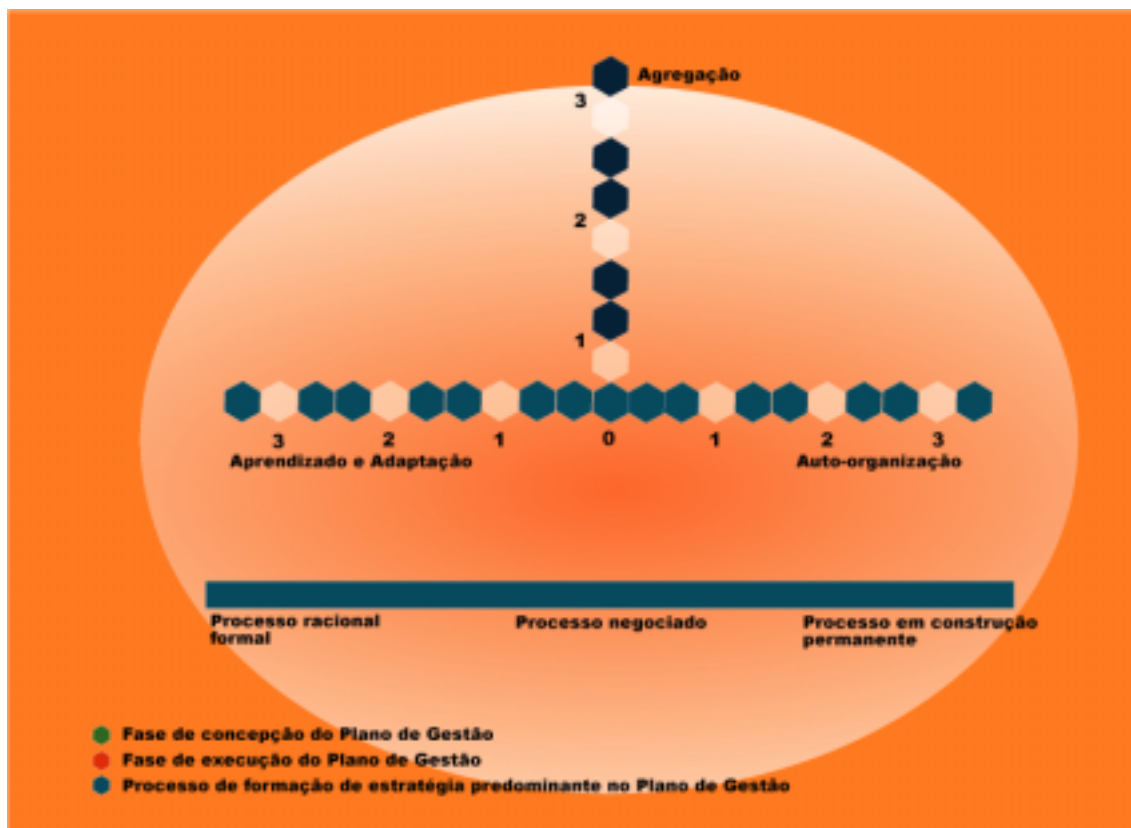 Agregação
3
2
1
3 2 1 0 1 2 3
Aprendizado e Adaptação Auto-organização
Processo racional
formal
Processo negociado
Processo em construção
permanente
Fase de concepção do Plano de Gestão
Fase de execução do Plano de Gestão
Processo de formação de estratégia predominante no Plano de Gestão